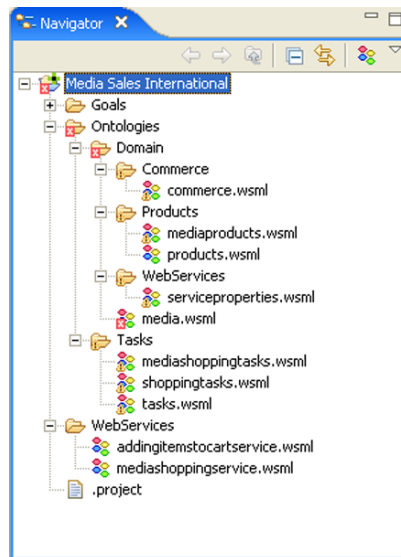 Navigator
Media Sales International
Goals
Ontologies
Domain
Commerce
commerce.wsml
Products
mediaproducts.wsml
products.wsml
WebServices
serviceproperties.wsml
media.wsml
Tasks
mediashoppingtasks.wsml
shoppingtasks.wsml
tasks.wsml
WebServices
addingitemstocartservice.wsml
mediashoppingservice.wsml
.project